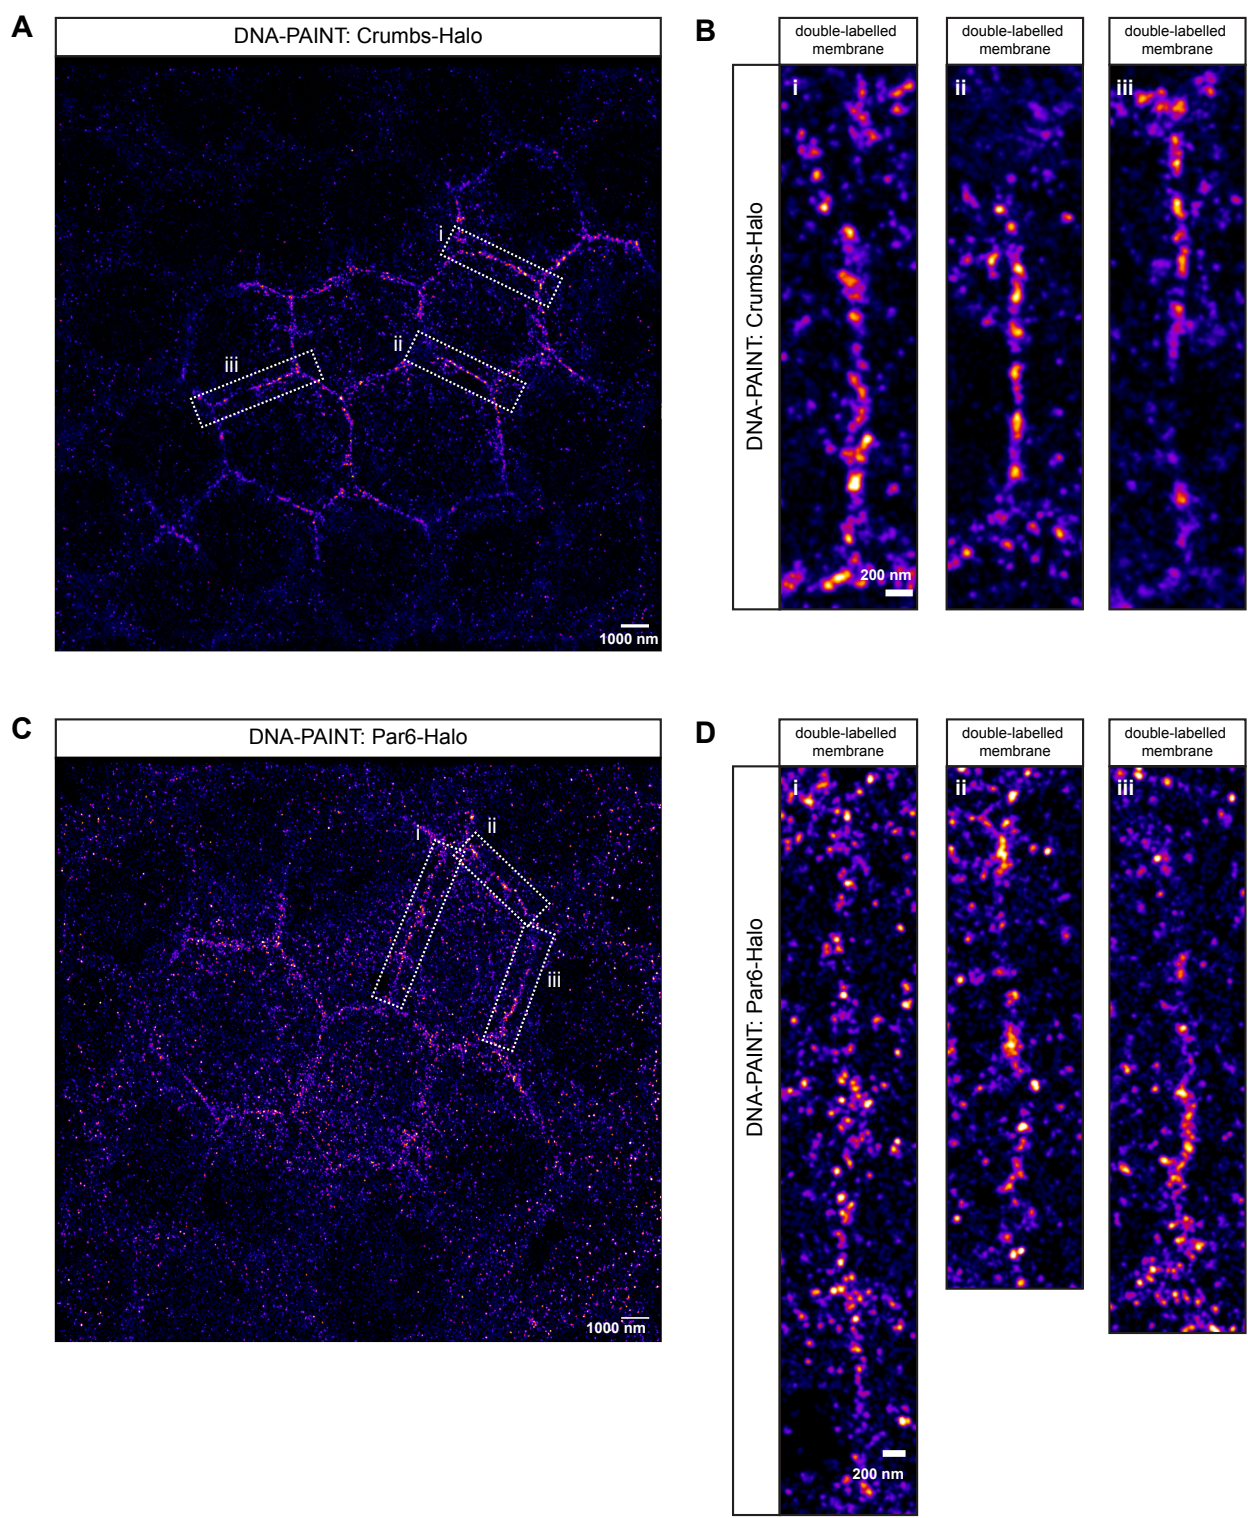 A
DNA-PAINT: Crumbs-Halo
i
ii
iii
1000 nm
B
double-labelled
membrane
double-labelled
membrane
double-labelled
membrane
DNA-PAINT: Crumbs-Halo
i
ii
iii
200 nm
C
DNA-PAINT: Par6-Halo
i
ii
iii
1000 nm
D
double-labelled
membrane
double-labelled
membrane
double-labelled
membrane
DNA-PAINT: Par6-Halo
i
ii
iii
200 nm